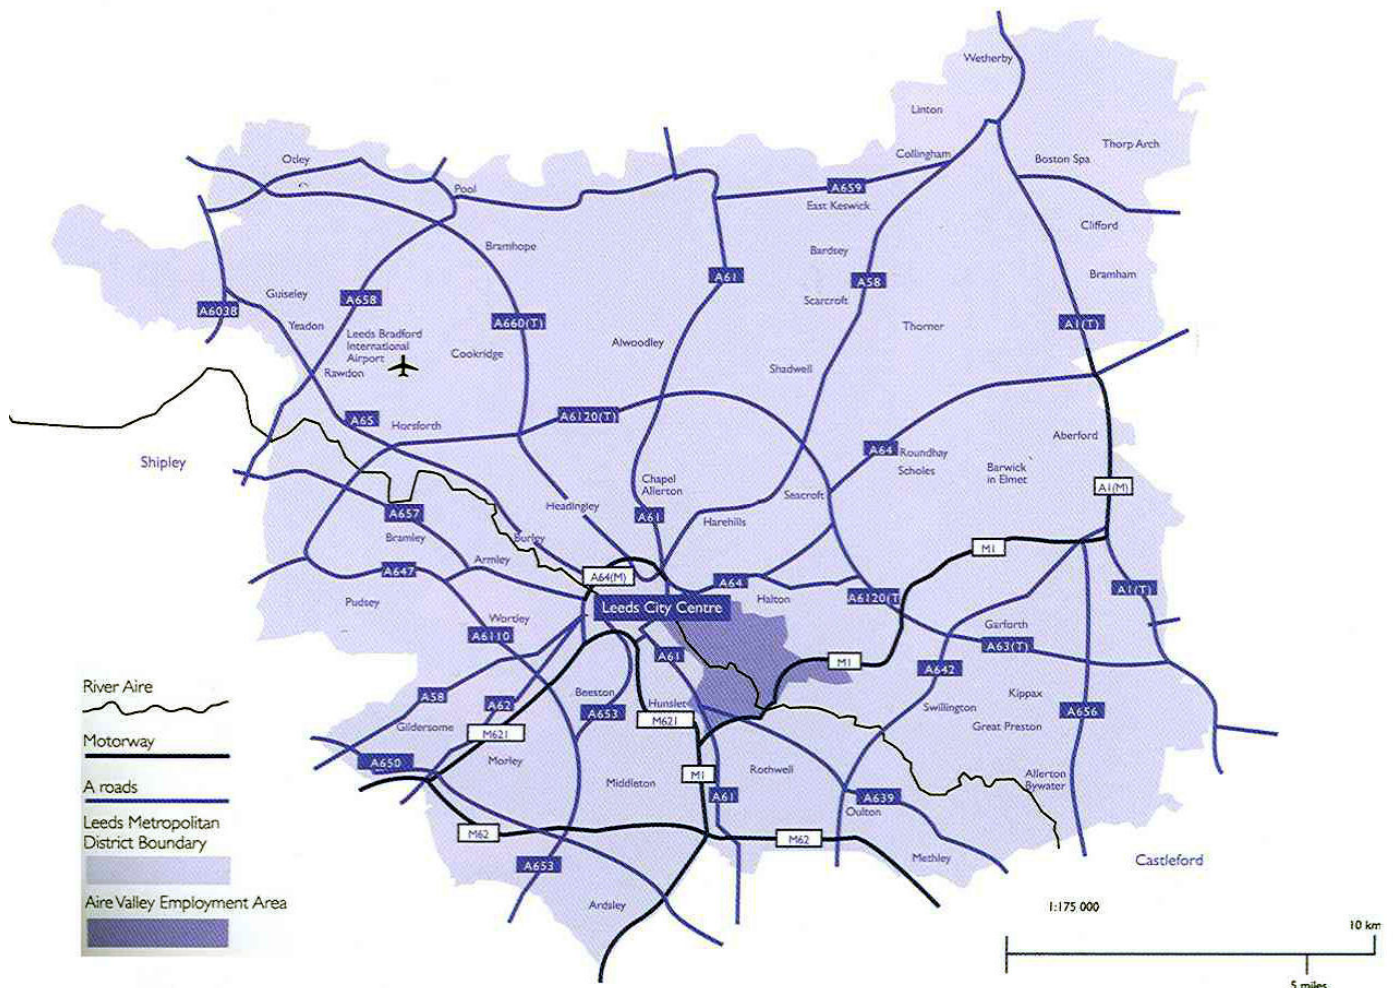 Wetherby
Linton
Thorp Arch
Collingham
Boston Spa
Otley
Pool
A659
East Keswick
Clifford
Bramhope
Bardsey
Bramham
A61
A58
Guiseley
A658
Scarcroft
A6038
Yeadon
A660(T)
A1(T)
Thorner
Leeds Bradford
International
Airport
Alwoodley
Cookridge
Rawdon
Shadwell
A65
A6120(T)
Horsforth
Aberford
A64
Roundhay
Shipley
Scholes
Barwick
in Elmet
Chapel
Allerton
A1(M)
Seacroft
Headingley
A657
A61
Harehills
Bramley
Burley
M1
Armley
A647
A64(M)
A64
A1(T)
Pudsey
Leeds City Centre
Halton
A6120(T)
Wortley
Garforth
A6110
A63(T)
A61
M1
A642
River Aire
A58
Beeston
Kippax
A62
Hunslet
Swillington
A656
A653
M621
Gildersome
Great Preston
M621
Motorway
A650
Morley
Rothwell
M1
Allerton
Bywater
Middleton
A roads
A61
A639
Oulton
Leeds Metropolitan
District Boundary
M62
M62
Methley
A653
Castleford
Aire Valley Employment Area
Ardsley
1:175 000
10 km
5 miles